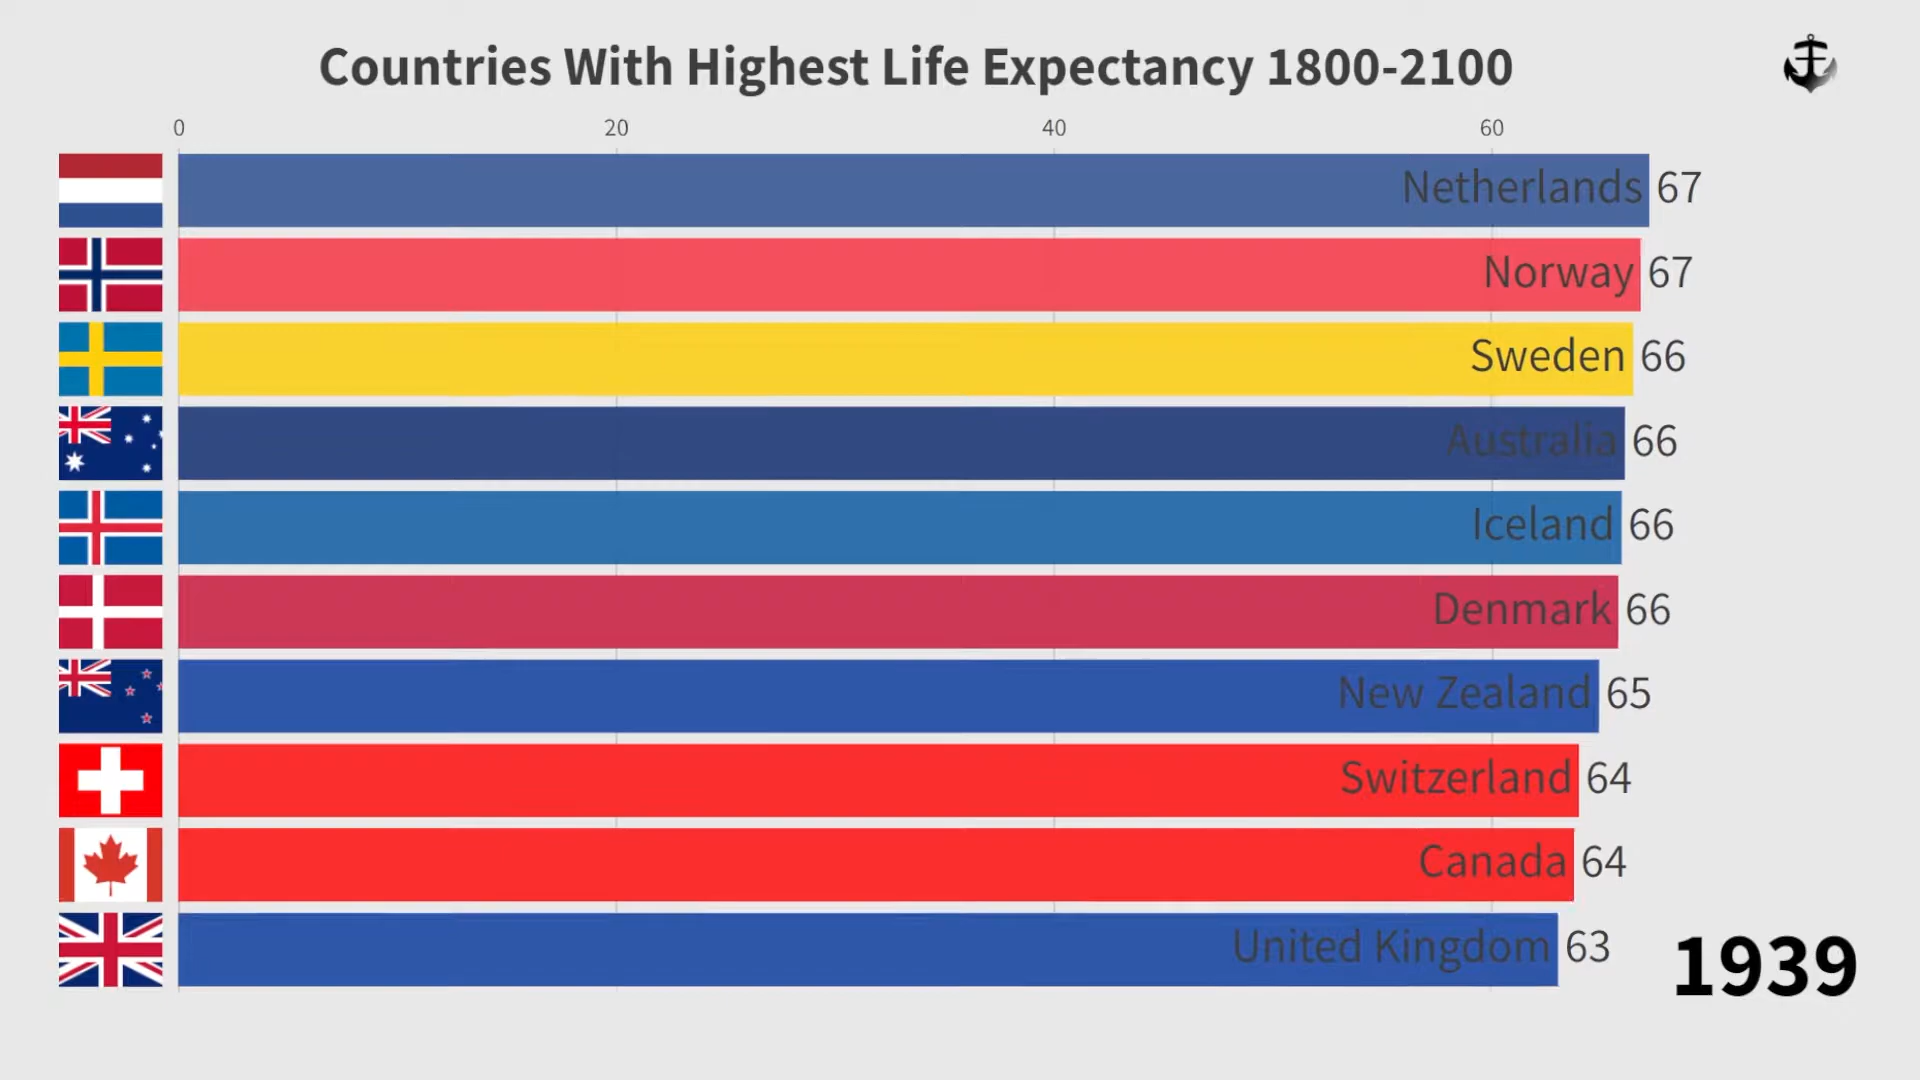 Countries With Highest Life Expectancy 1800-2100
0 20 40 60
Netherlands 67
Norway 67
Sweden 66
Australia 66
Iceland 66
Denmark 66
New Zealand 65
Switzerland 64
Canada 64
United Kingdom 63
1939